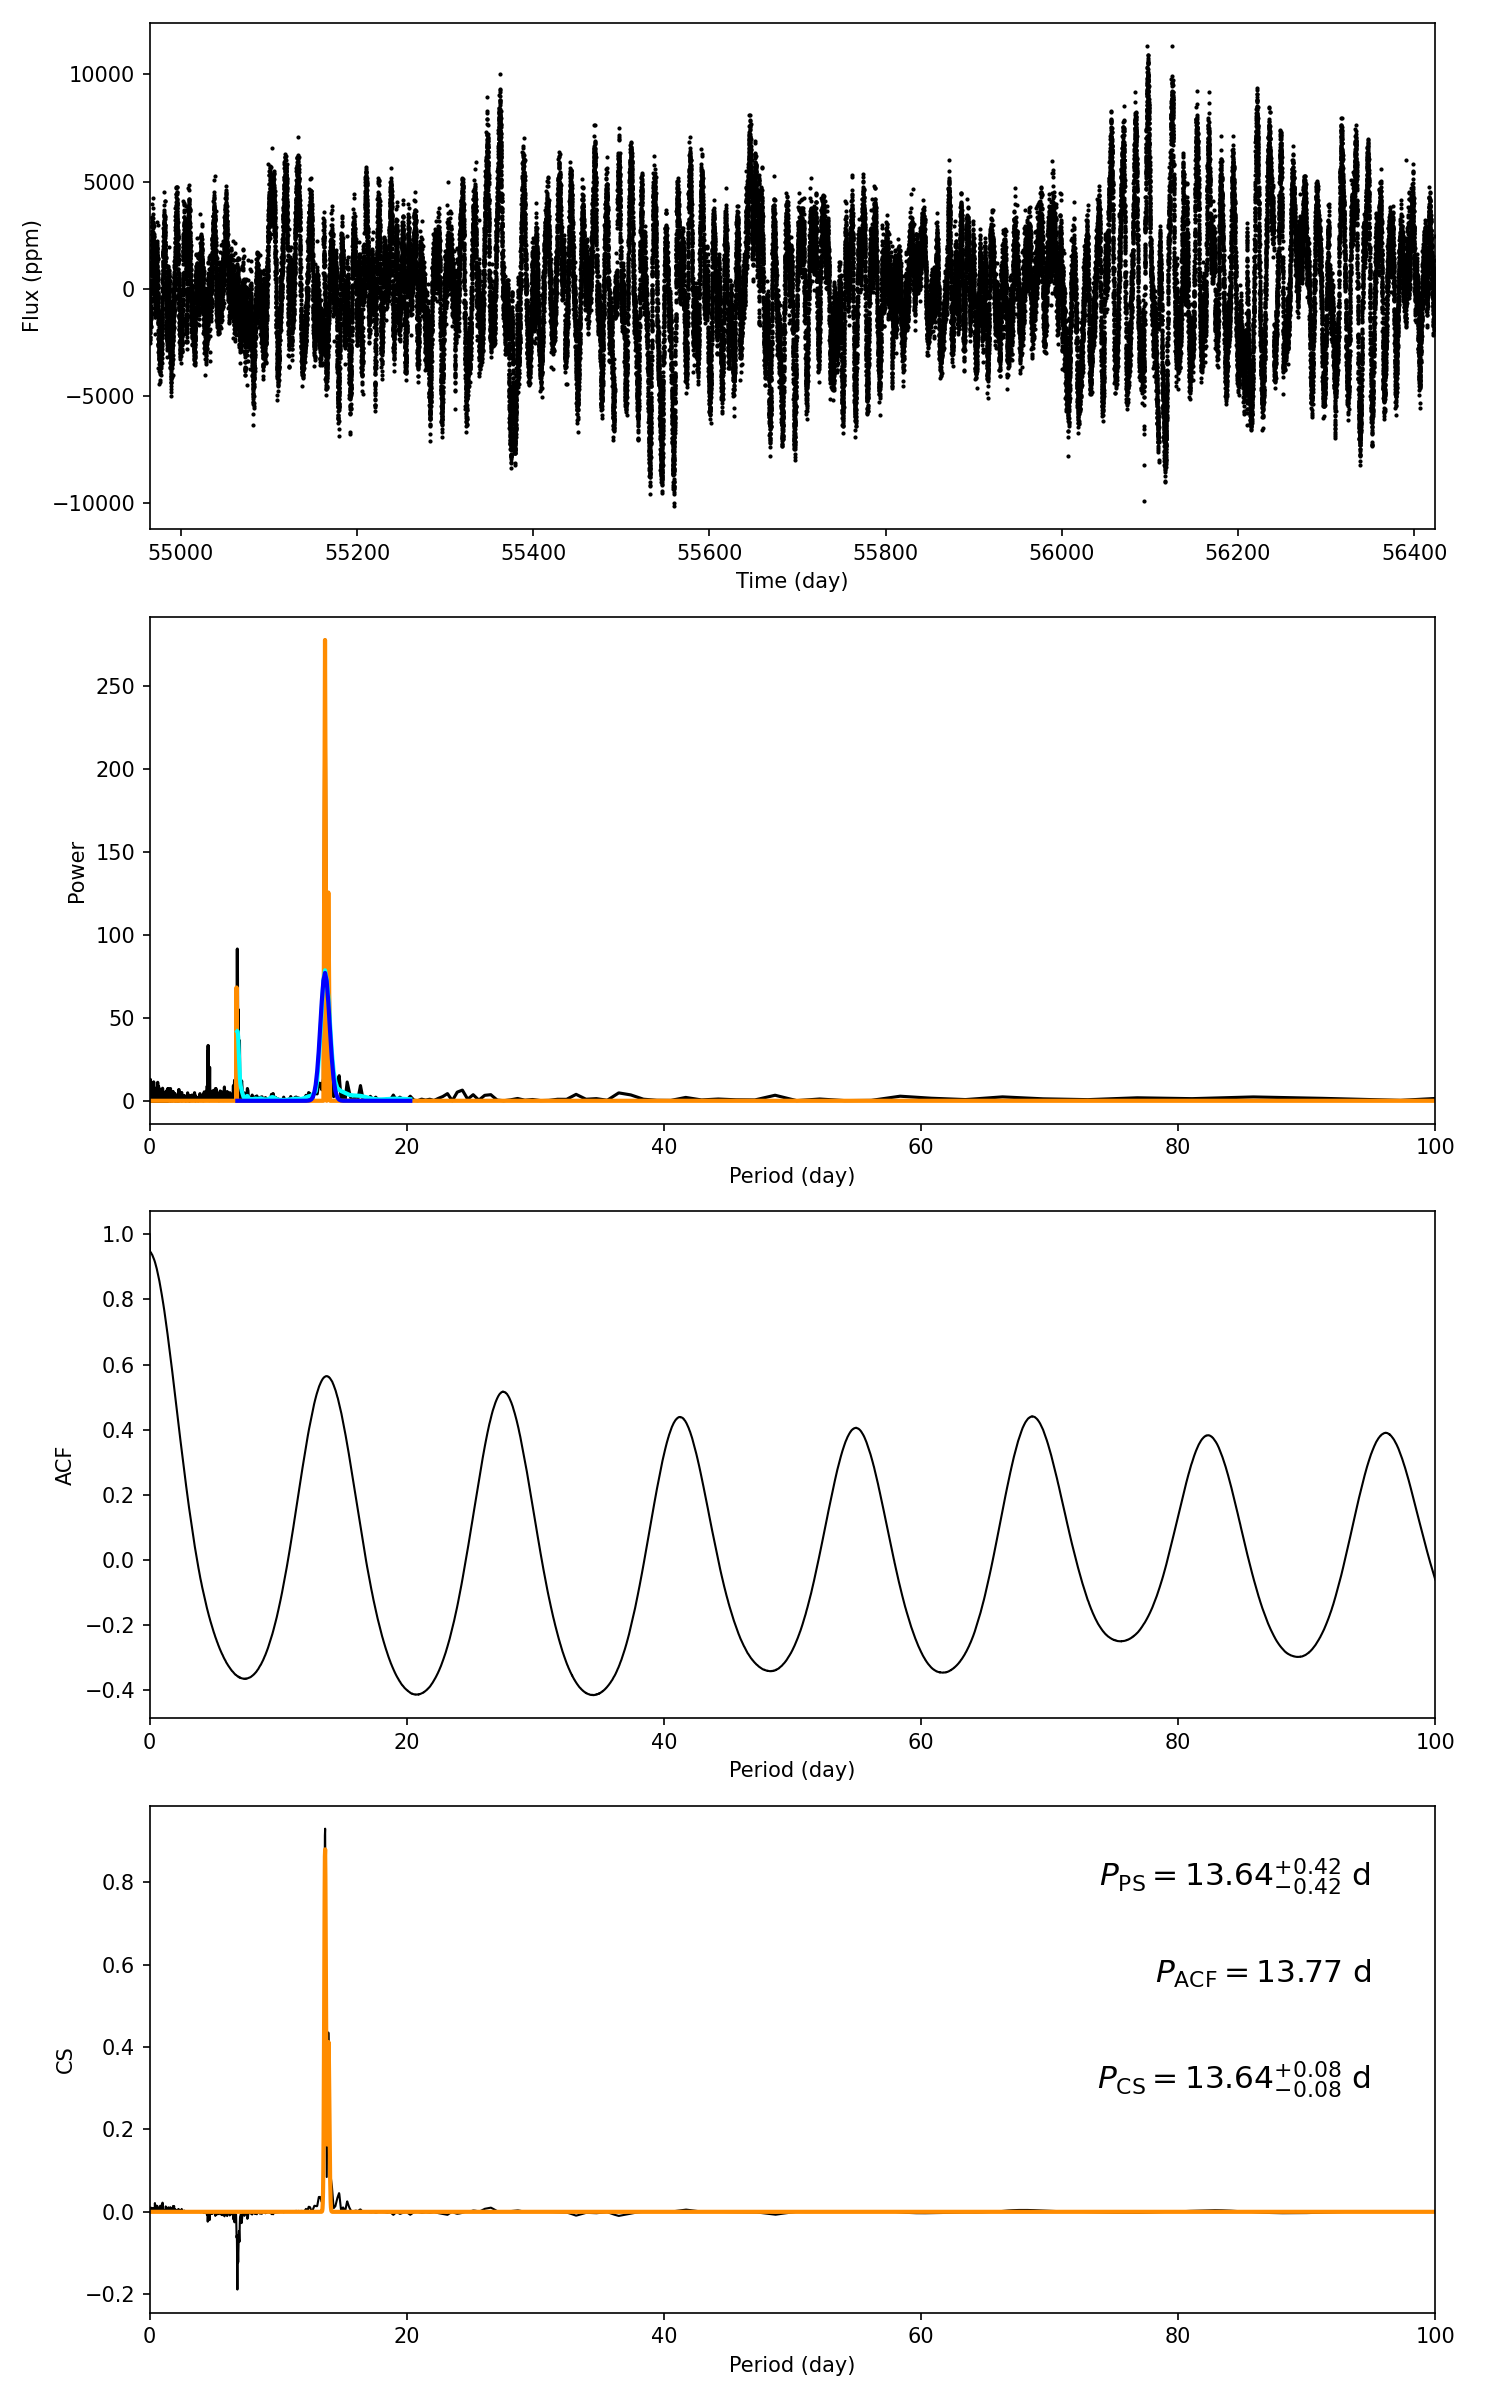 10000
5000
0
−5000
−10000
Flux (ppm)
55000 55200 55400 55600 55800 56000 56200 56400
Time (day)
250
200
150
100
50
0
Power
0 20 40 60 80 100
Period (day)
1.0
0.8
0.6
0.4
0.2
0.0
−0.2
−0.4
ACF
0 20 40 60 80 100
Period (day)
0.8
0.6
0.4
0.2
0.0
−0.2
CS
P_PS = 13.64^{+0.42}_{−0.42} d
P_ACF = 13.77 d
P_CS = 13.64^{+0.08}_{−0.08} d
0 20 40 60 80 100
Period (day)